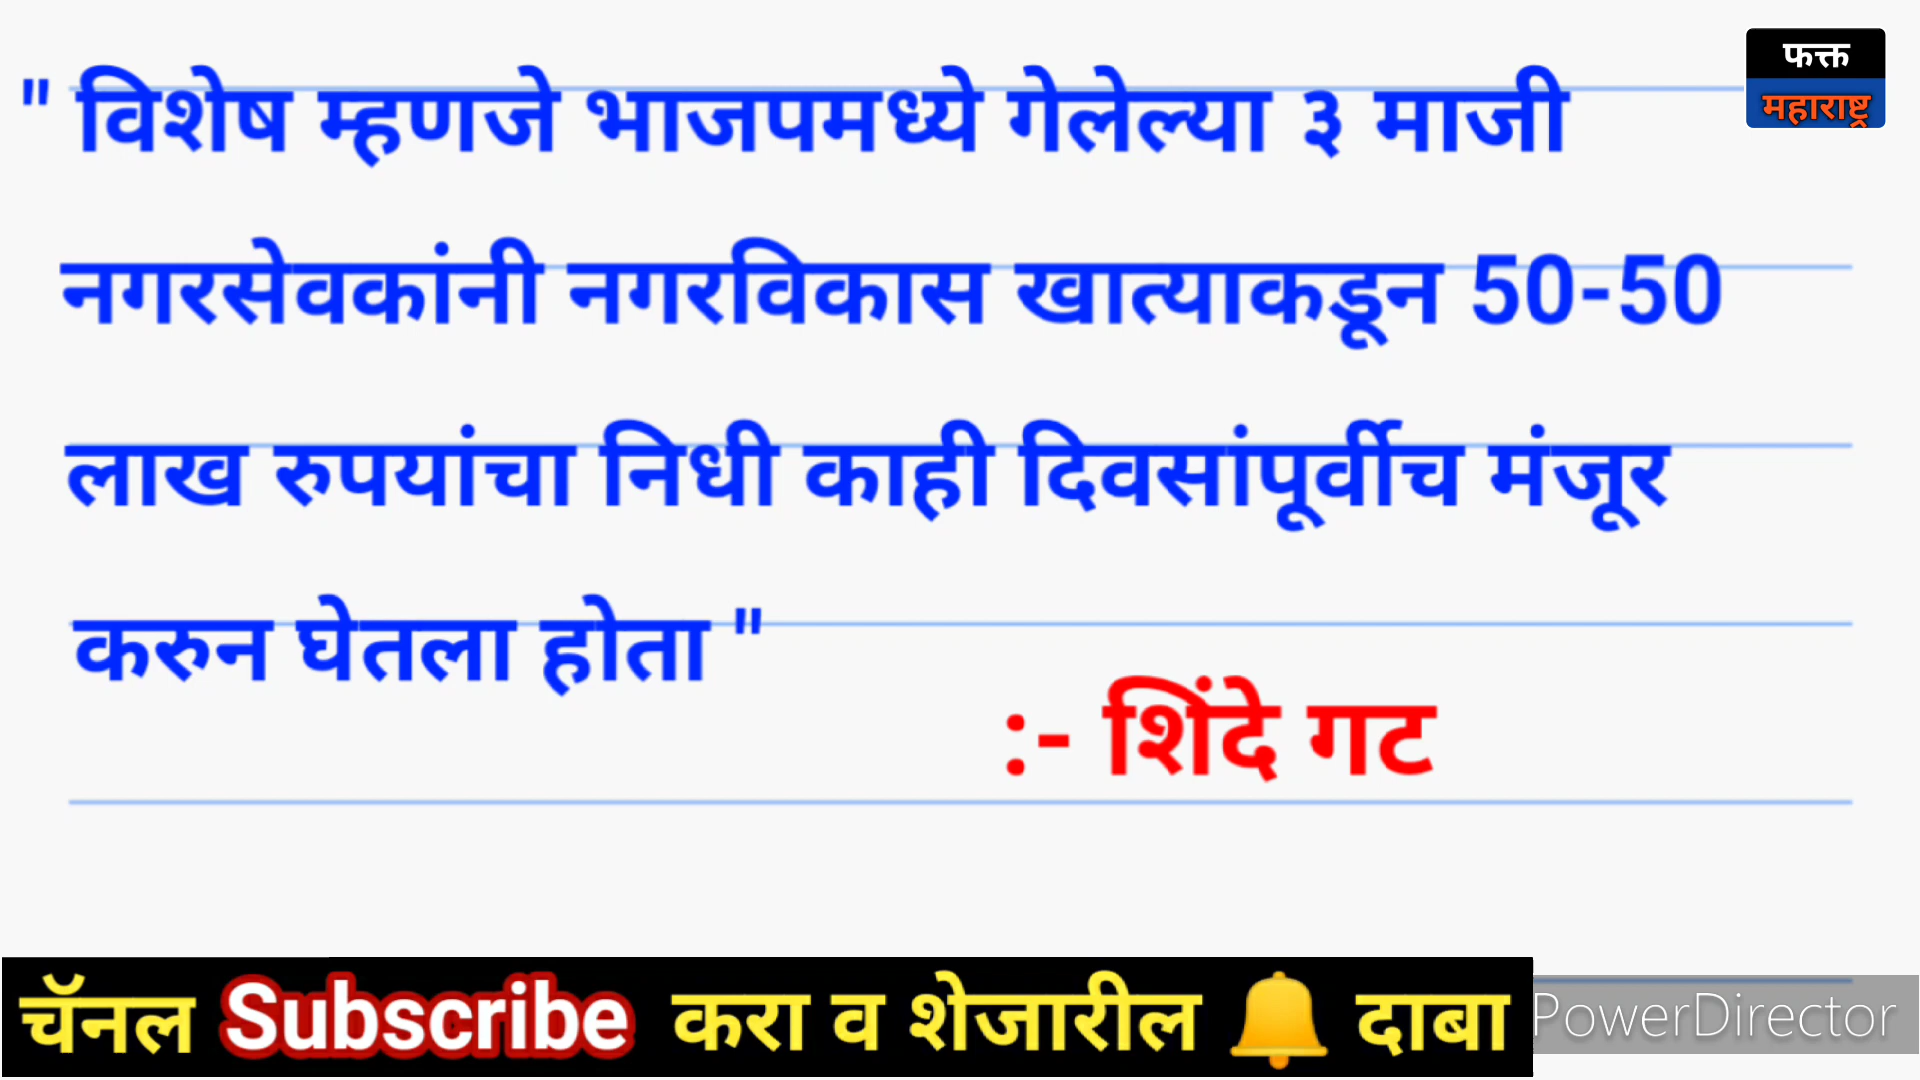 फक्त
महाराष्ट्र
" विशेष म्हणजे भाजपमध्ये गेलेल्या ३ माजी
नगरसेवकांनी नगरविकास खात्याकडून 50-50
लाख रुपयांचा निधी काही दिवसांपूर्वीच मंजूर
करुन घेतला होता "
:- शिंदे गट
चॅनल Subscribe करा व शेजारील 🔔 दाबा
PowerDirector